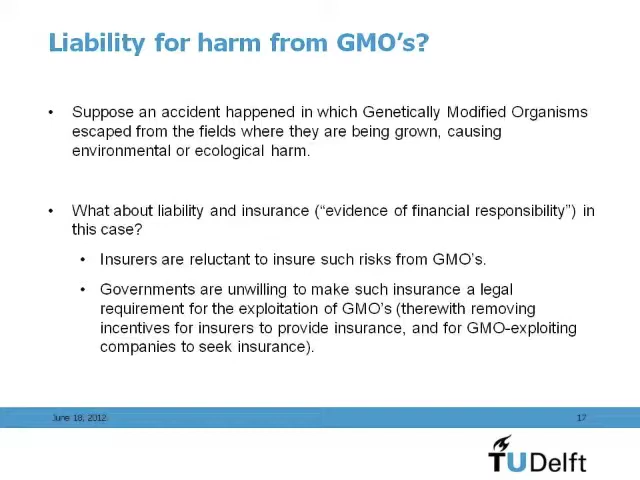 Liability for harm from GMO's?
• Suppose an accident happened in which Genetically Modified Organisms
escaped from the fields where they are being grown, causing
environmental or ecological harm.
• What about liability and insurance (“evidence of financial responsibility”) in
this case?
• Insurers are reluctant to insure such risks from GMO's.
• Governments are unwilling to make such insurance a legal
requirement for the exploitation of GMO's (therewith removing
incentives for insurers to provide insurance, and for GMO-exploiting
companies to seek insurance).
June 18, 2012 17
TUDelft